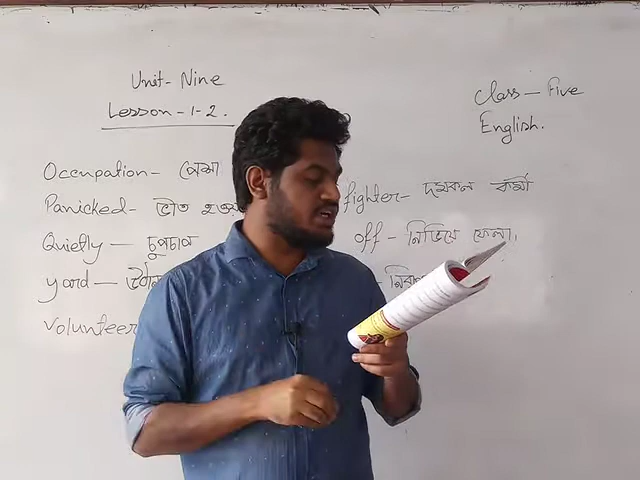 Unit- Nine
Lesson -1-2.
Class - Five
English.
Occupation - পেশা
Panicked- ভীত হওয়া
Quietly - চুপচাপ
yard -
Volunteer
fighter- দমকল কর্মী
off - নিভিয়ে ফেলা।